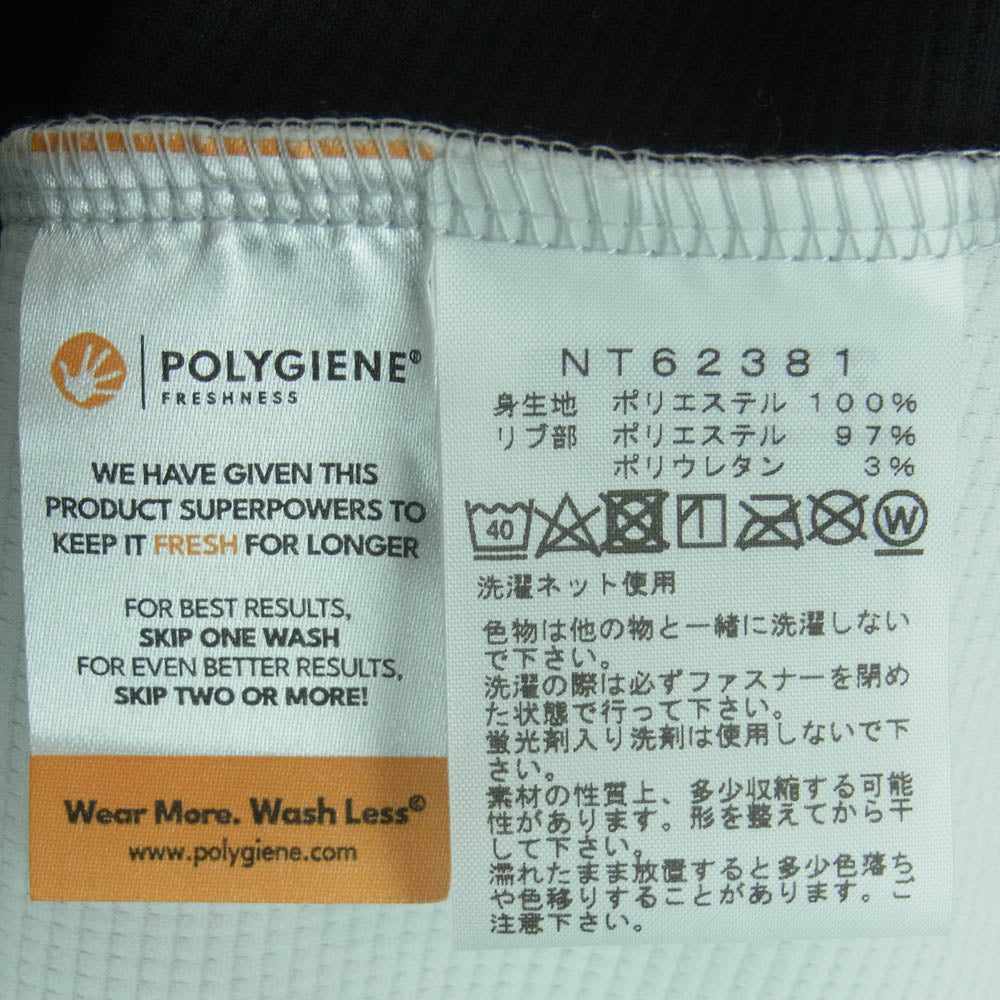 POLYGIENE®
FRESHNESS
WE HAVE GIVEN THIS
PRODUCT SUPERPOWERS TO
KEEP IT FRESH FOR LONGER
FOR BEST RESULTS,
SKIP ONE WASH
FOR EVEN BETTER RESULTS,
SKIP TWO OR MORE!
Wear More. Wash Less®
www.polygiene.com
NT62381
身生地 ポリエステル 100%
リブ部 ポリエステル 97%
ポリウレタン 3%
40 W
洗濯ネット使用
色物は他の物と一緒に洗濯しない
で下さい。
洗濯の際は必ずファスナーを閉め
た状態で行って下さい。
蛍光剤入り洗剤は使用しないで下
さい。
素材の性質上、多少収縮する可能
性があります。形を整えてから干
して下さい。
濡れたまま放置すると多少色落ち
や色移りすることがあります。ご
注意下さい。